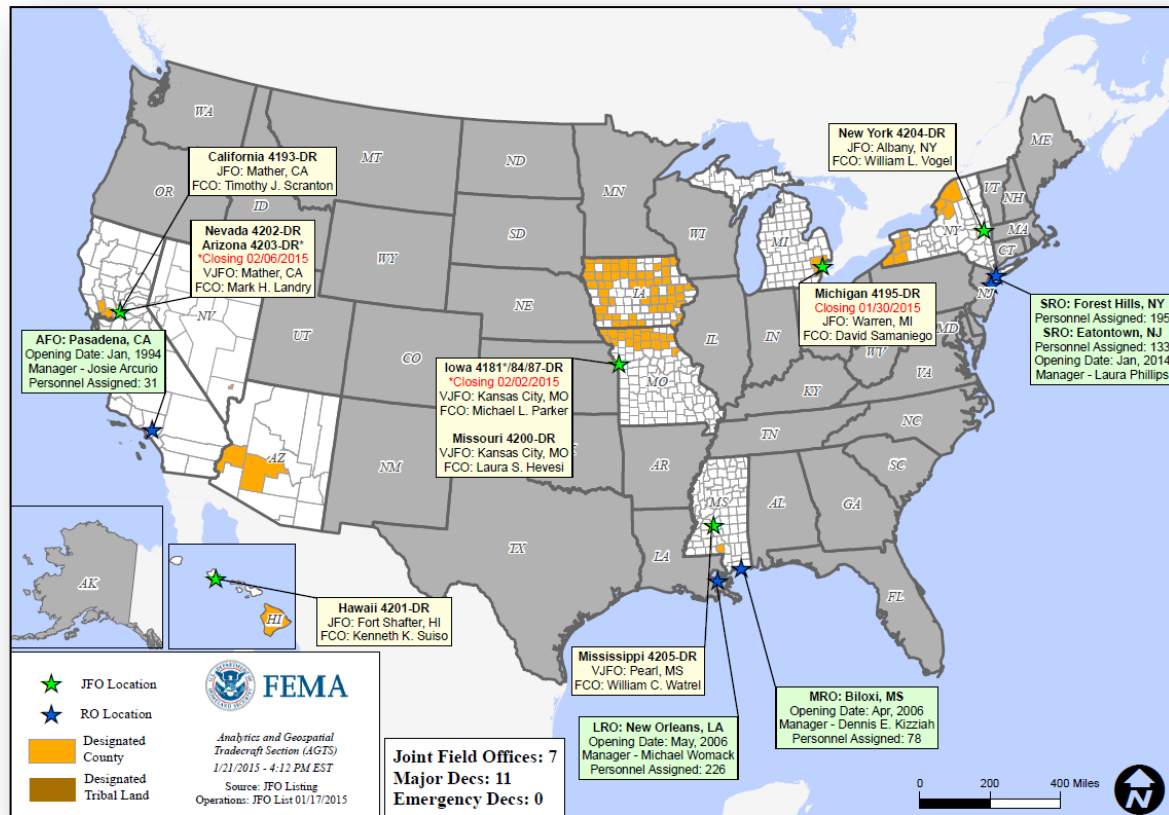 New York 4204-DR
JFO: Albany, NY
FCO: William L. Vogel
California 4193-DR
JFO: Mather, CA
FCO: Timothy J. Scranton
Nevada 4202-DR
Arizona 4203-DR*
*Closing 02/06/2015
VJFO: Mather, CA
FCO: Mark H. Landry
AFO: Pasadena, CA
Opening Date: Jan, 1994
Manager - Josie Arcurio
Personnel Assigned: 31
Michigan 4195-DR
Closing 01/30/2015
JFO: Warren, MI
FCO: David Samaniego
SRO: Forest Hills, NY
Personnel Assigned: 195
SRO: Eatontown, NJ
Personnel Assigned: 133
Opening Date: Jan, 2014
Manager - Laura Phillips
Iowa 4181*/84/87-DR
*Closing 02/02/2015
VJFO: Kansas City, MO
FCO: Michael L. Parker
Missouri 4200-DR
VJFO: Kansas City, MO
FCO: Laura S. Hevesi
Hawaii 4201-DR
JFO: Fort Shafter, HI
FCO: Kenneth K. Suiso
Mississippi 4205-DR
VJFO: Pearl, MS
FCO: William C. Watrel
LRO: New Orleans, LA
Opening Date: May, 2006
Manager - Michael Womack
Personnel Assigned: 226
MRO: Biloxi, MS
Opening Date: Apr, 2006
Manager - Dennis E. Kizziah
Personnel Assigned: 78
WA
MT
ND
MN
ME
OR
ID
SD
WI
MI
VT
NH
NY
MA
CT
WY
NE
IA
NJ
NV
UT
CO
IL
IN
MD
WV
VA
MO
KY
NC
TN
AZ
NM
AR
SC
MS
AL
GA
TX
LA
FL
AK
HI
JFO Location
RO Location
Designated
County
Designated
Tribal Land
FEMA
Analytics and Geospatial
Tradecraft Section (AGTS)
1/21/2015 - 4:12 PM EST
Source: JFO Listing
Operations: JFO List 01/17/2015
Joint Field Offices: 7
Major Decs: 11
Emergency Decs: 0
0 200 400 Miles
N